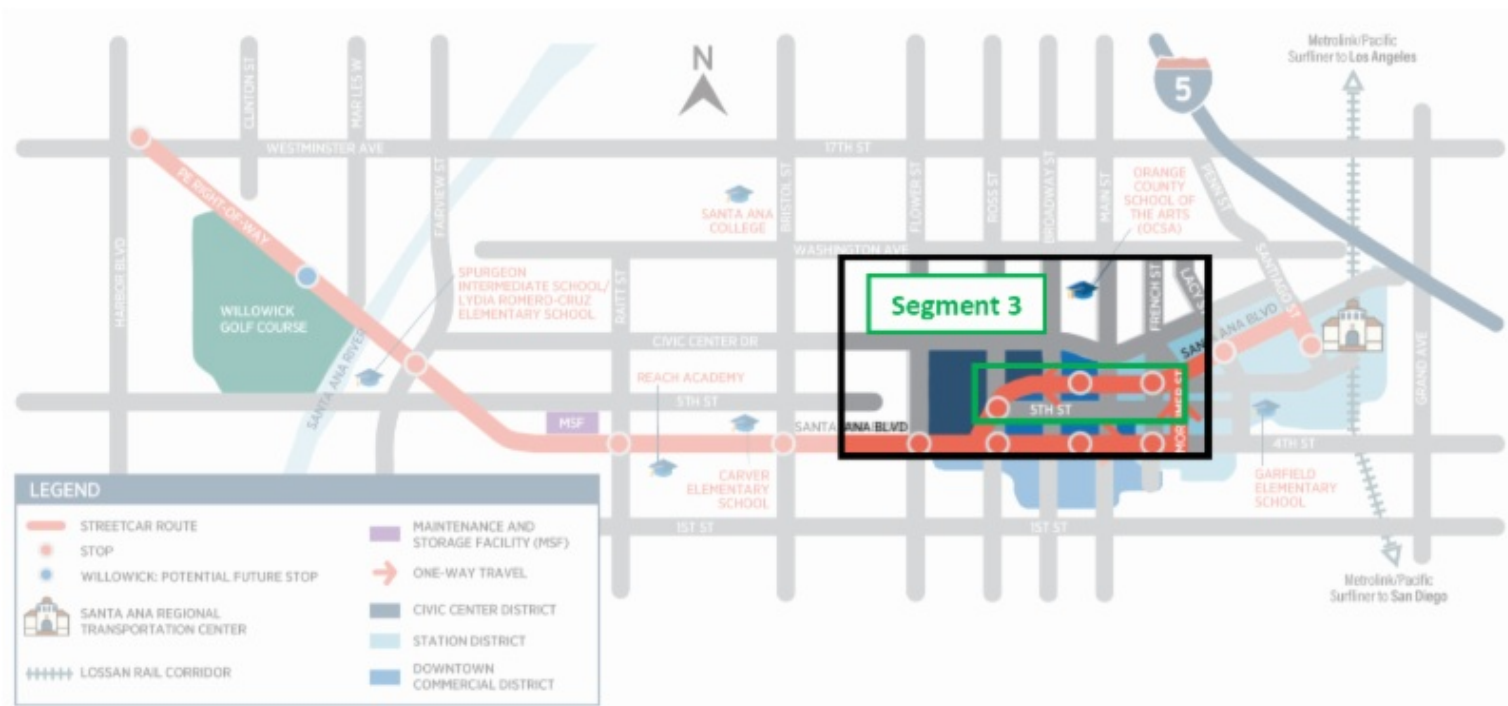 N
Metrolink/Pacific
Surfliner to Los Angeles
5
CLINTON ST
WESTMINSTER AVE
17TH ST
FAIRVIEW ST
BRISTOL ST
FLOWER ST
ROSS ST
BROADWAY ST
MAIN ST
PENN ST
ORANGE
COUNTY
SCHOOL OF
THE ARTS
(OCSA)
PE RIGHT-OF-WAY
SANTA ANA
COLLEGE
WASHINGTON AVE
HARBOR BLVD
SPURGEON
INTERMEDIATE SCHOOL/
LYDIA ROMERO-CRUZ
ELEMENTARY SCHOOL
RAITT ST
Segment 3
FRENCH ST
LACY ST
SANTIAGO ST
WILLOWICK
GOLF COURSE
SANTA ANA RIVER
CIVIC CENTER DR
SANTA ANA BLVD
GRAND AVE
REACH ACADEMY
5TH ST
5TH ST
MSF
SANTA ANA BLVD
MORTIMER ST
4TH ST
CARVER
ELEMENTARY
SCHOOL
GARFIELD
ELEMENTARY
SCHOOL
1ST ST
1ST ST
Metrolink/Pacific
Surfliner to San Diego
LEGEND
STREETCAR ROUTE
STOP
WILLOWICK: POTENTIAL FUTURE STOP
SANTA ANA REGIONAL
TRANSPORTATION CENTER
LOSSAN RAIL CORRIDOR
MAINTENANCE AND
STORAGE FACILITY (MSF)
ONE-WAY TRAVEL
CIVIC CENTER DISTRICT
STATION DISTRICT
DOWNTOWN
COMMERCIAL DISTRICT